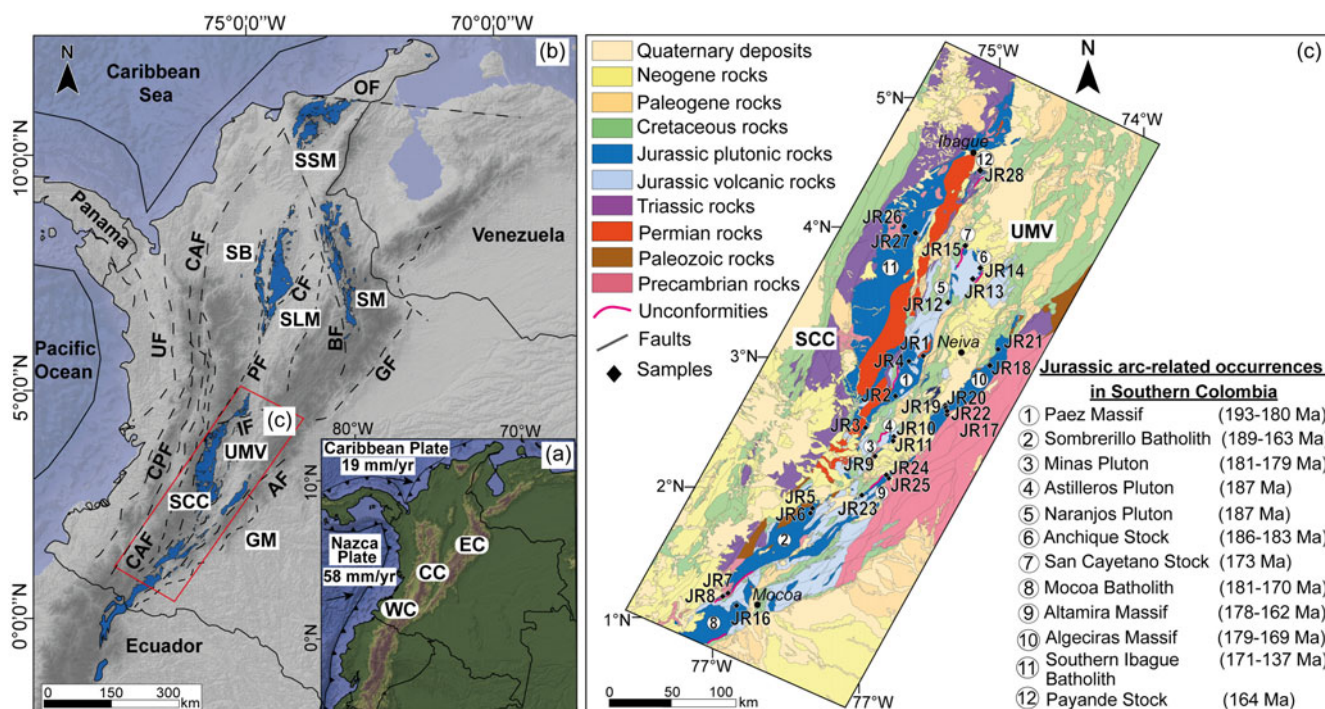 75°0'0"W
70°0'0"W
(b)
N
Caribbean
Sea
OF
SSM
10°0'0''N
Panama
CAF
Venezuela
SB
CF
SM
SLM
Pacific
Ocean
UF
BF
GF
PF
5°0'0''N
(c)
IF
UMV
CPF
SCC
AF
CAF
GM
0°0'0''N
Ecuador
0 150 300
km
80°W
70°W
Caribbean Plate
19 mm/yr
(a)
10°N
Nazca
Plate
58 mm/yr
EC
CC
WC
0°N
Quaternary deposits
Neogene rocks
Paleogene rocks
Cretaceous rocks
Jurassic plutonic rocks
Jurassic volcanic rocks
Triassic rocks
Permian rocks
Paleozoic rocks
Precambrian rocks
Unconformities
Faults
Samples
(c)
75°W
N
74°W
5°N
Ibague
12
JR28
4°N
JR26
JR27
UMV
JR15
7
11
6
JR14
JR13
5
JR12
SCC
3°N
JR1
Neiva
JR21
JR4
JR18
1
10
JR2
JR19
JR20
JR22
JR10
JR17
JR3
4
JR11
3
JR9
JR24
JR25
2°N
JR5
9
JR6
JR23
2
JR7
JR8
Mocoa
JR16
1°N
8
77°W
77°W
0 50 100
km
Jurassic arc-related occurrences
in Southern Colombia
1 Paez Massif (193-180 Ma)
2 Sombrerillo Batholith (189-163 Ma)
3 Minas Pluton (181-179 Ma)
4 Astilleros Pluton (187 Ma)
5 Naranjos Pluton (187 Ma)
6 Anchique Stock (186-183 Ma)
7 San Cayetano Stock (173 Ma)
8 Mocoa Batholith (181-170 Ma)
9 Altamira Massif (178-162 Ma)
10 Algeciras Massif (179-169 Ma)
11 Southern Ibague (171-137 Ma)
Batholith
12 Payande Stock (164 Ma)